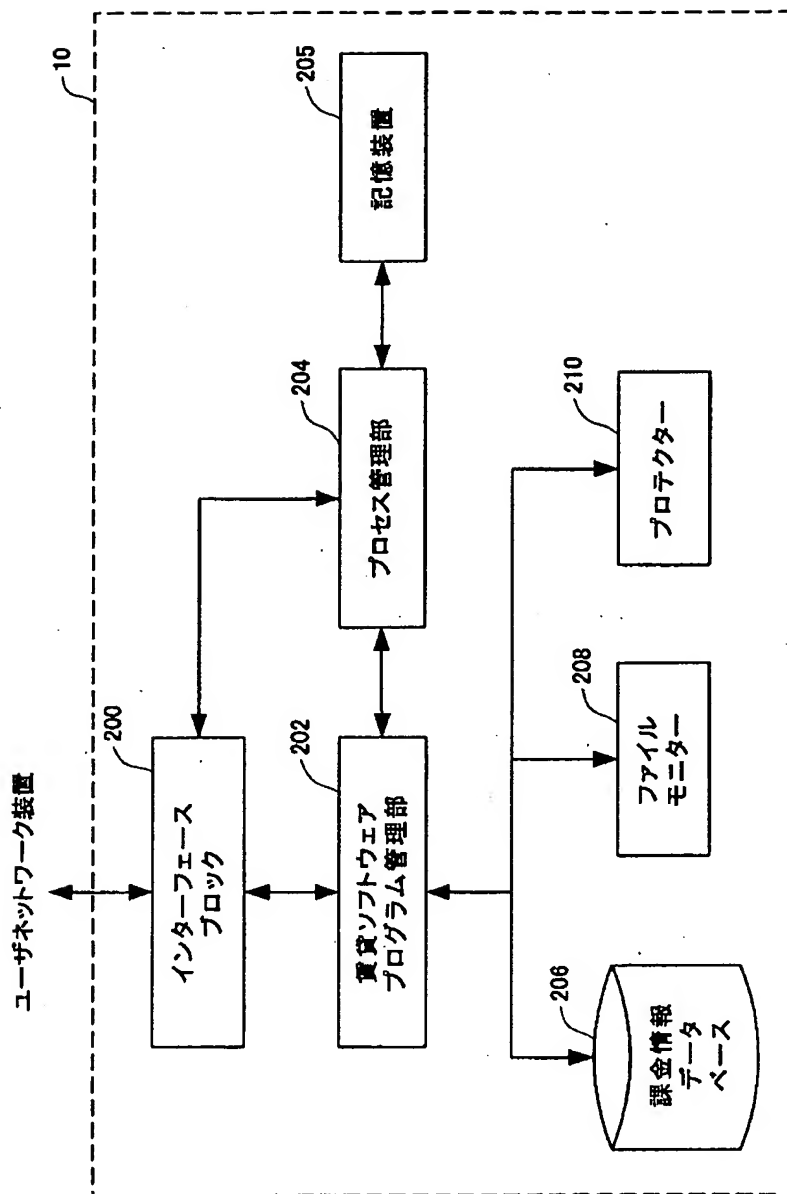 ユーザネットワーク装置
10
200
インターフェース
ブロック
202
賃貸ソフトウェア
プログラム管理部
204
プロセス管理部
205
記憶装置
206
課金情報
データ
ベース
208
ファイル
モニター
210
プロテクター